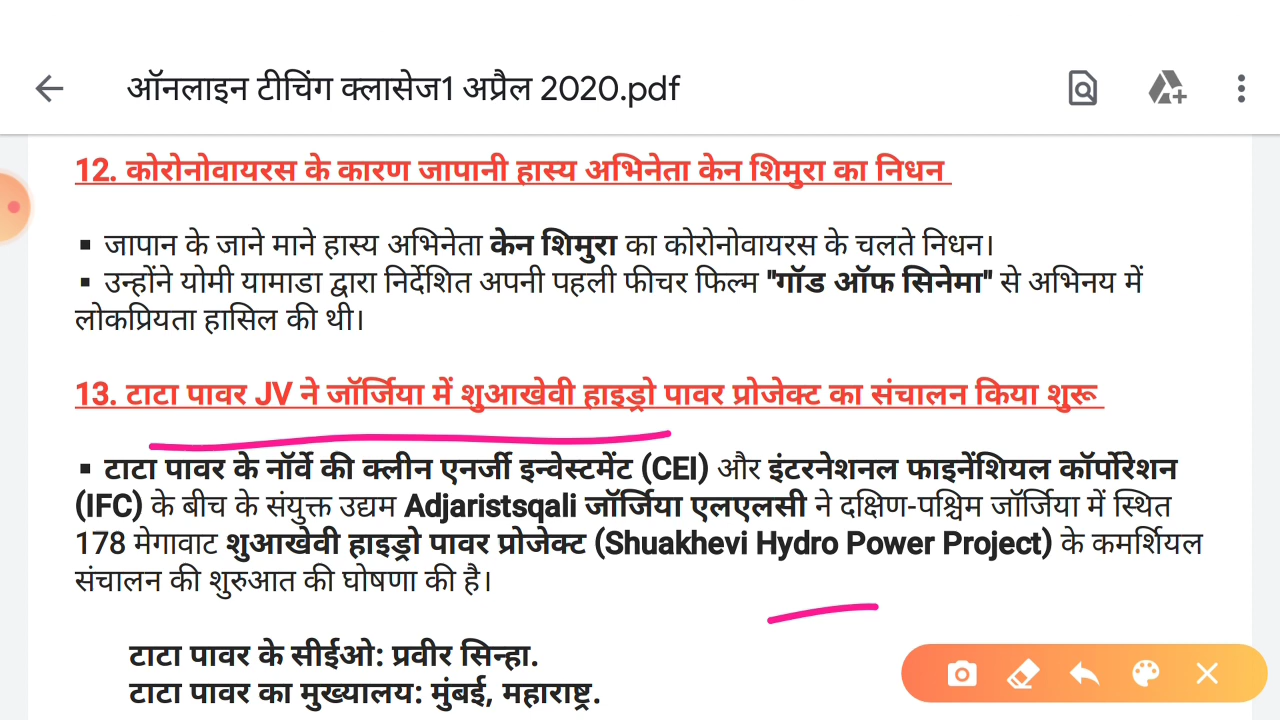 ऑनलाइन टीचिंग क्लासेज1 अप्रैल 2020.pdf
12. कोरोनोवायरस के कारण जापानी हास्य अभिनेता केन शिमुरा का निधन
▪ जापान के जाने माने हास्य अभिनेता केन शिमुरा का कोरोनोवायरस के चलते निधन।
▪ उन्होंने योमी यामाडा द्वारा निर्देशित अपनी पहली फीचर फिल्म "गॉड ऑफ सिनेमा" से अभिनय में
लोकप्रियता हासिल की थी।
13. टाटा पावर JV ने जॉर्जिया में शुआखेवी हाइड्रो पावर प्रोजेक्ट का संचालन किया शुरू
▪ टाटा पावर के नॉर्वे की क्लीन एनर्जी इन्वेस्टमेंट (CEI) और इंटरनेशनल फाइनेंशियल कॉर्पोरेशन
(IFC) के बीच के संयुक्त उद्यम Adjaristsqali जॉर्जिया एलएलसी ने दक्षिण-पश्चिम जॉर्जिया में स्थित
178 मेगावाट शुआखेवी हाइड्रो पावर प्रोजेक्ट (Shuakhevi Hydro Power Project) के कमर्शियल
संचालन की शुरुआत की घोषणा की है।
टाटा पावर के सीईओ: प्रवीर सिन्हा.
टाटा पावर का मुख्यालय: मुंबई, महाराष्ट्र.